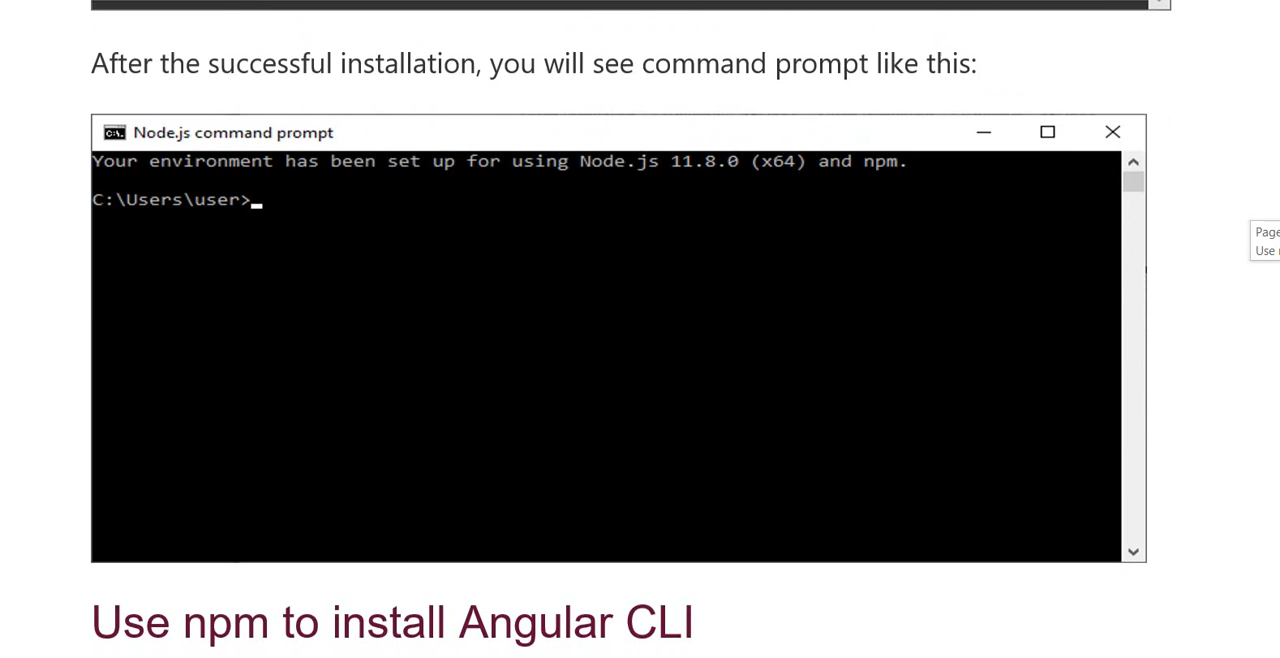 After the successful installation, you will see command prompt like this:
Node.js command prompt
Your environment has been set up for using Node.js 11.8.0 (x64) and npm.
C:\Users\user>
Page
Use
Use npm to install Angular CLI